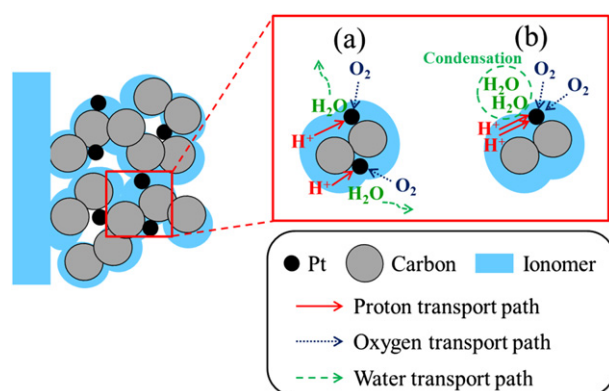 (a)
(b)
O2
Condensation
O2
H2O
H2O
H2O
O2
H+
H+
H+
H+
O2
H2O
Pt
Carbon
Ionomer
Proton transport path
Oxygen transport path
Water transport path